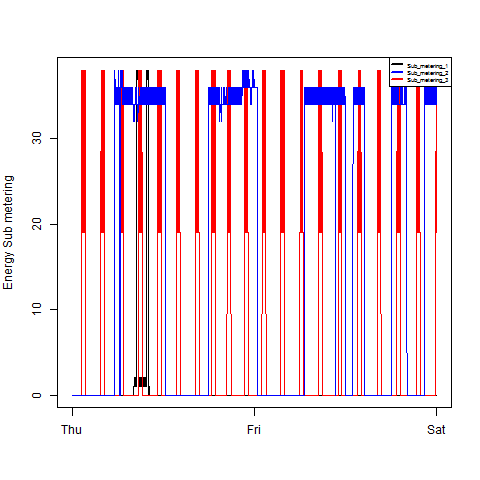 Sub_metering_1
Sub_metering_2
Sub_metering_3
Energy Sub metering
30
20
10
0
Thu
Fri
Sat